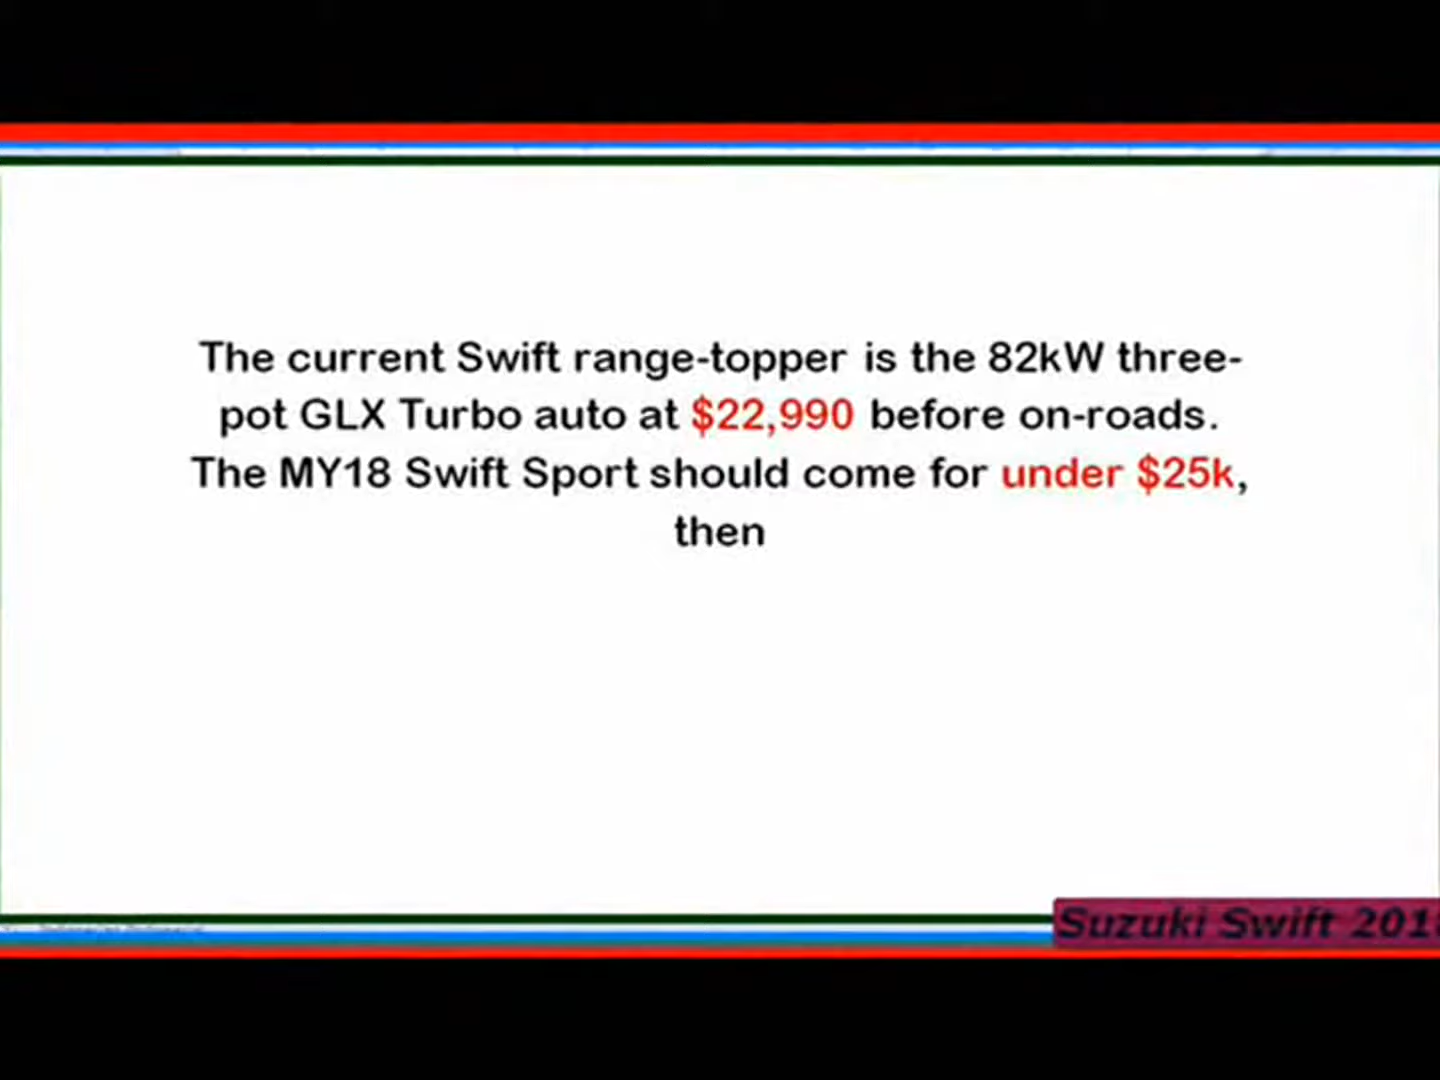 The current Swift range-topper is the 82kW three-
pot GLX Turbo auto at $22,990 before on-roads.
The MY18 Swift Sport should come for under $25k,
then
Suzuki Swift